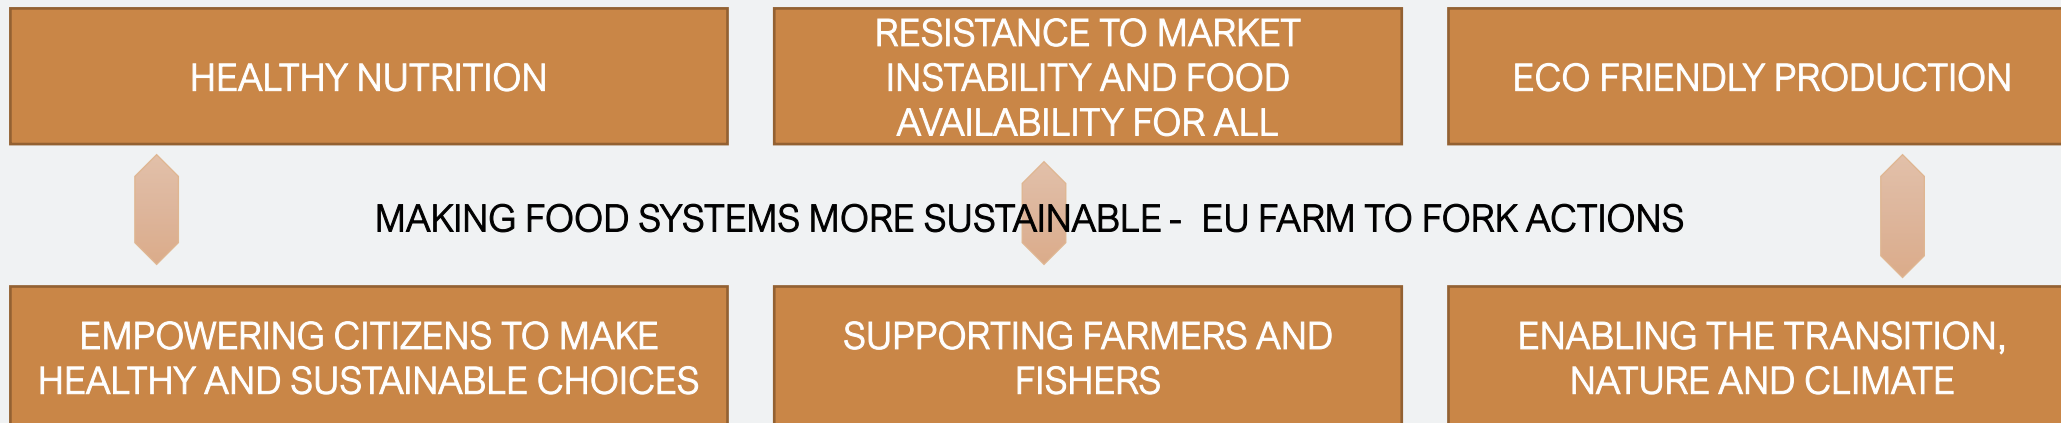 HEALTHY NUTRITION
RESISTANCE TO MARKET
INSTABILITY AND FOOD
AVAILABILITY FOR ALL
ECO FRIENDLY PRODUCTION
MAKING FOOD SYSTEMS MORE SUSTAINABLE - EU FARM TO FORK ACTIONS
EMPOWERING CITIZENS TO MAKE
HEALTHY AND SUSTAINABLE CHOICES
SUPPORTING FARMERS AND
FISHERS
ENABLING THE TRANSITION,
NATURE AND CLIMATE